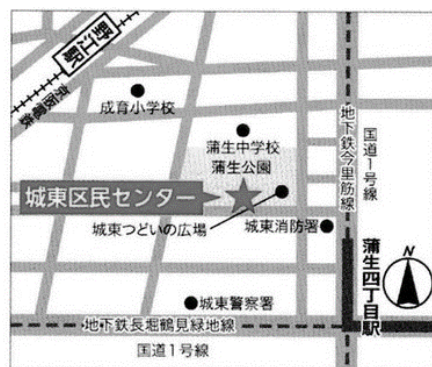 野江駅
京阪電鉄
成育小学校
蒲生中学校
蒲生公園
地下鉄今里筋線
国道1号線
城東区民センター
城東つどいの広場
城東消防署
蒲生四丁目駅
N
城東警察署
地下鉄長堀鶴見緑地線
国道1号線